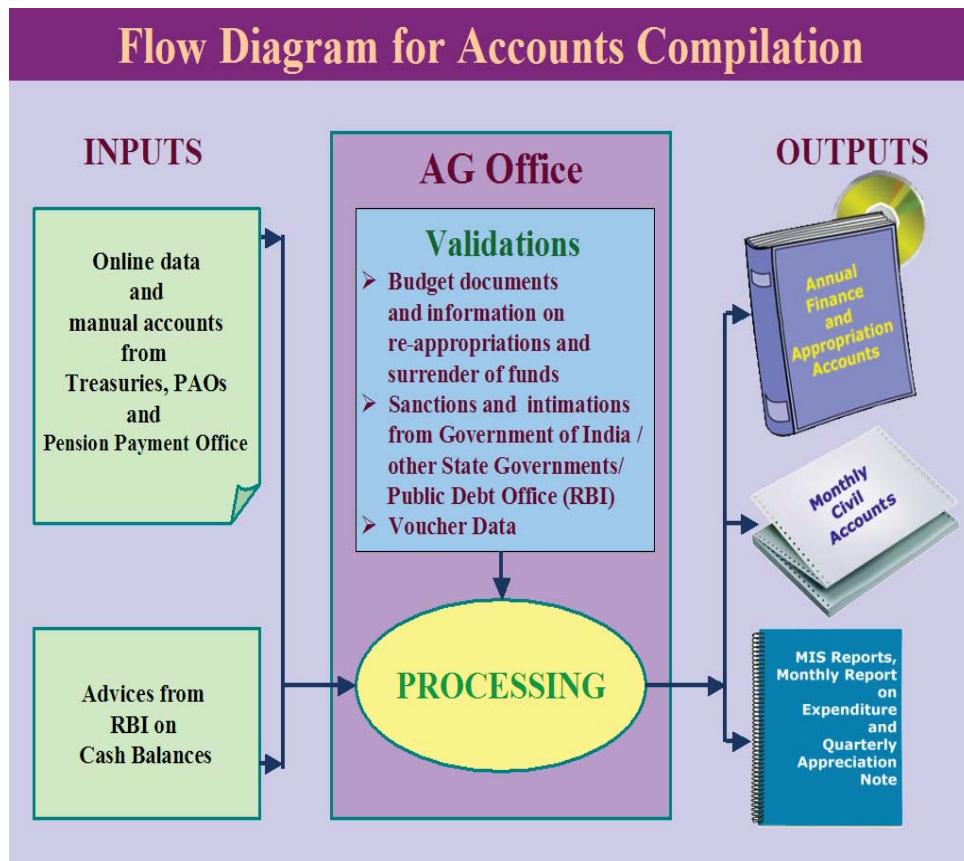 Flow Diagram for Accounts Compilation
INPUTS
Online data
and
manual accounts
from
Treasuries, PAOs
and
Pension Payment Office
Advices from
RBI on
Cash Balances
AG Office
Validations
➢ Budget documents
and information on
re-appropriations and
surrender of funds
➢ Sanctions and intimations
from Government of India /
other State Governments/
Public Debt Office (RBI)
➢ Voucher Data
PROCESSING
OUTPUTS
Annual
Finance
and
Appropriation
Accounts
Monthly
Civil
Accounts
MIS Reports,
Monthly Report
on
Expenditure
and
Quarterly
Appreciation
Note